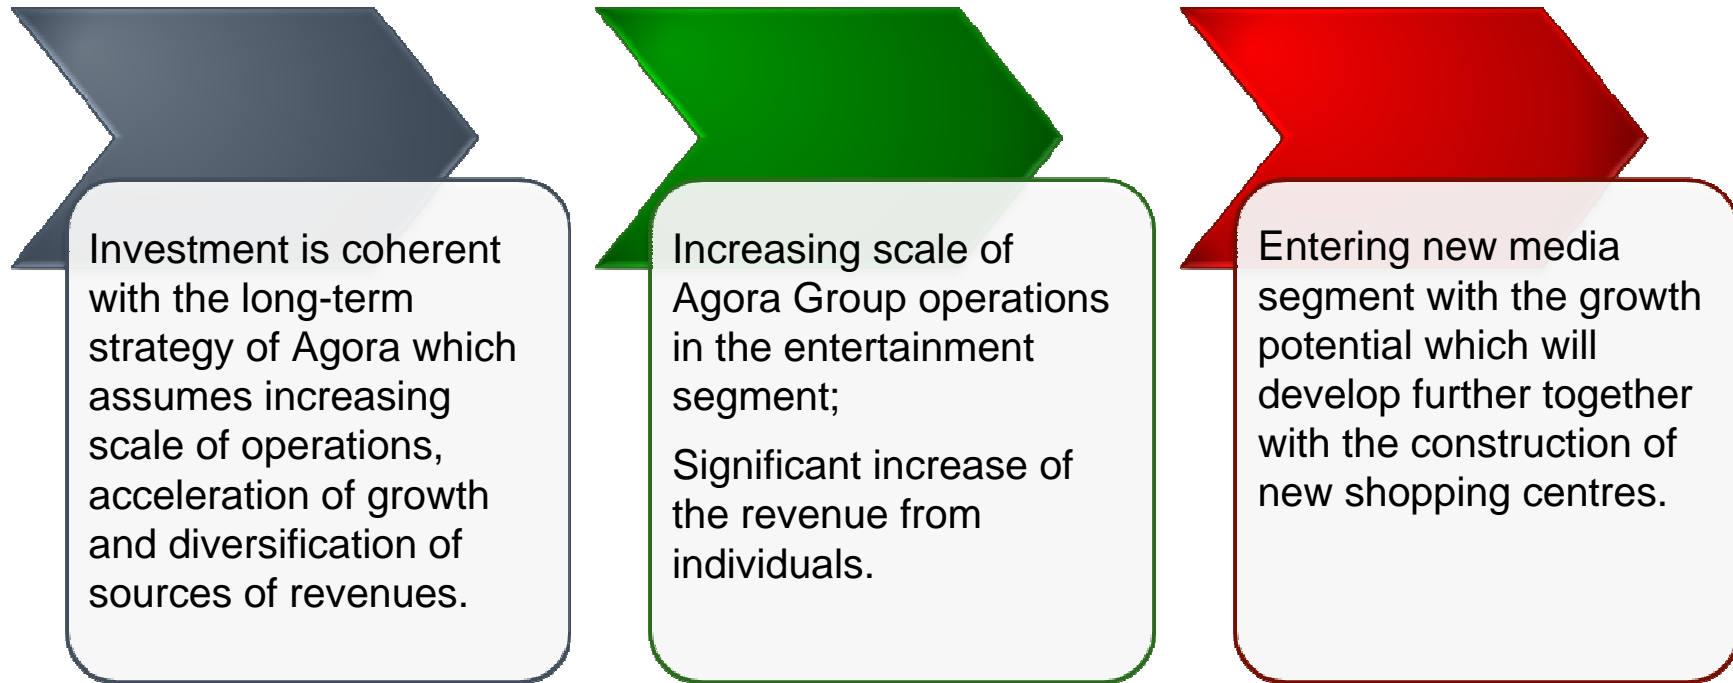 Investment is coherent
with the long-term
strategy of Agora which
assumes increasing
scale of operations,
acceleration of growth
and diversification of
sources of revenues.
Increasing scale of
Agora Group operations
in the entertainment
segment;
Significant increase of
the revenue from
individuals.
Entering new media
segment with the growth
potential which will
develop further together
with the construction of
new shopping centres.